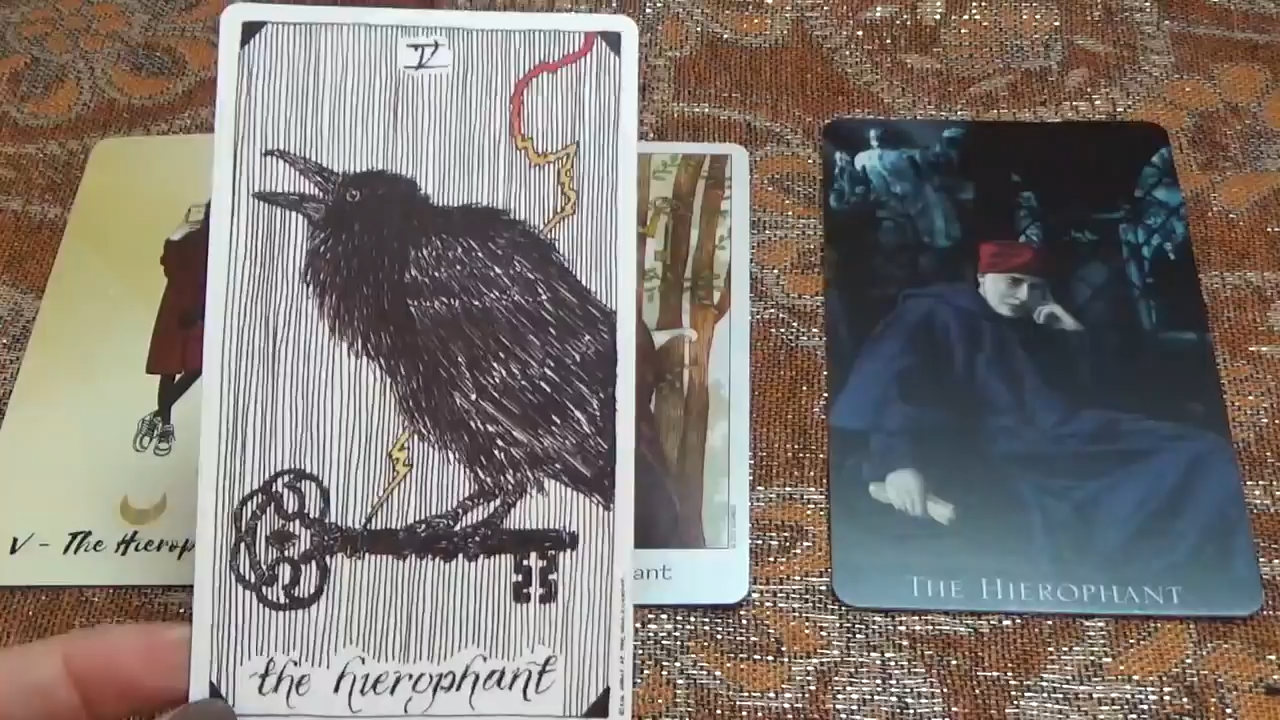 V
the hierophant
V - The Hierop
ant
THE HIEROPHANT